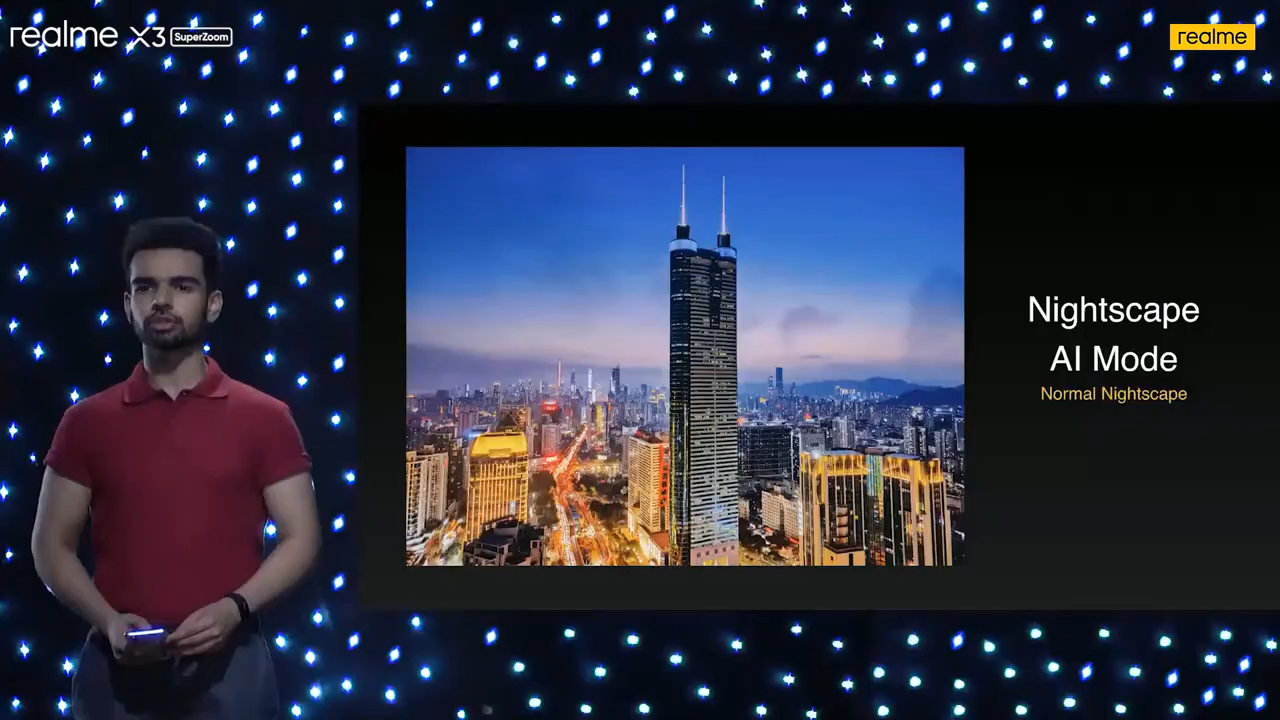 realme X3 SuperZoom
realme
Nightscape
AI Mode
Normal Nightscape